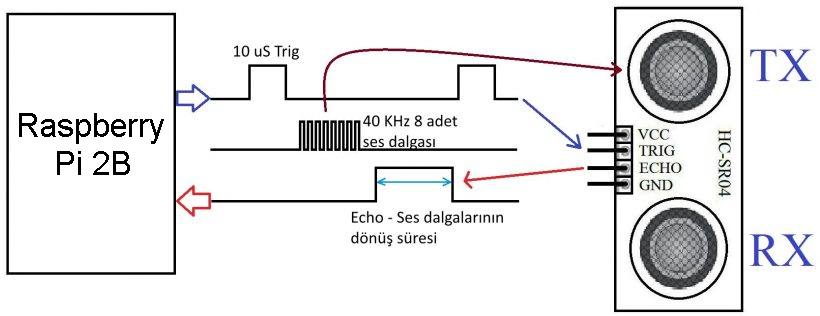 Raspberry
Pi 2B
10 uS Trig
40 KHz 8 adet
ses dalgası
Echo - Ses dalgalarının
dönüş süresi
VCC
TRIG
ECHO
GND
HC-SR04
TX
RX